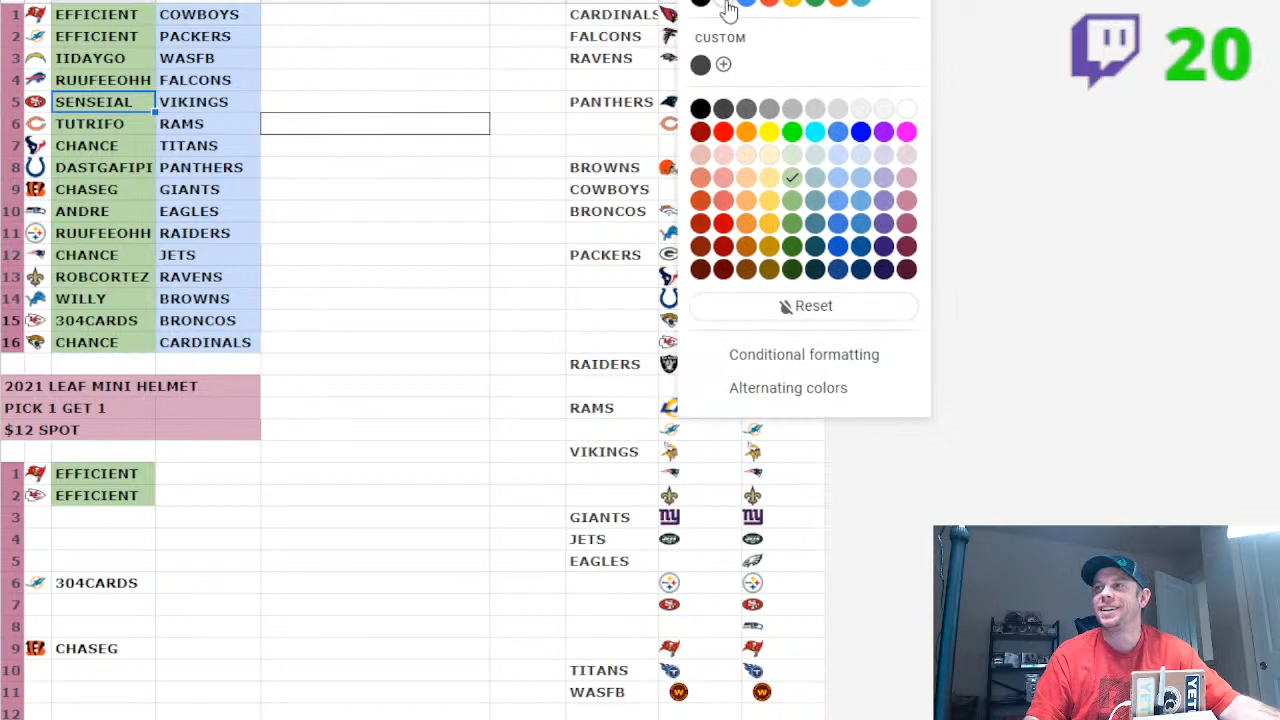 1 EFFICIENT COWBOYS
2 EFFICIENT PACKERS
3 IIDAYGO WASFB
4 RUUFEEOHH FALCONS
5 SENSEIAL VIKINGS
6 TUTRIFO RAMS
7 CHANCE TITANS
8 DASTGAFIPI PANTHERS
9 CHASEG GIANTS
10 ANDRE EAGLES
11 RUUFEEOHH RAIDERS
12 CHANCE JETS
13 ROBCORTEZ RAVENS
14 WILLY BROWNS
15 304CARDS BRONCOS
16 CHANCE CARDINALS
2021 LEAF MINI HELMET
PICK 1 GET 1
$12 SPOT
1 EFFICIENT
2 EFFICIENT
3
4
5
6 304CARDS
7
8
9 CHASEG
10
11
12
CARDINALS
FALCONS
RAVENS
PANTHERS
BROWNS
COWBOYS
BRONCOS
PACKERS
RAIDERS
RAMS
VIKINGS
GIANTS
JETS
EAGLES
TITANS
WASFB
CUSTOM
Reset
Conditional formatting
Alternating colors
20
ny
ny
W
W
YETI
YETI